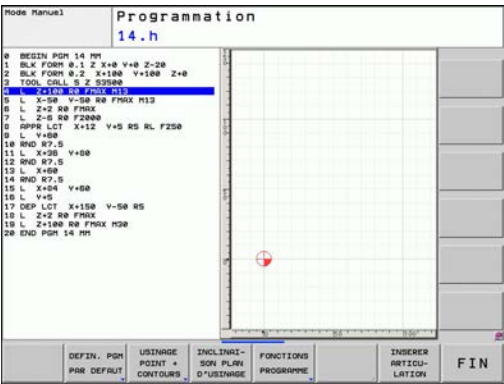 Mode Manuel
Programmation
14.h
0 BEGIN PGM 14 MM
1 BLK FORM 0.1 Z X+0 Y+0 Z-20
2 BLK FORM 0.2 X+100 Y+100 Z+0
3 TOOL CALL 5 Z S3500
4 L Z+100 R0 FMAX M13
5 L X-50 Y-50 R0 FMAX M13
6 L Z+2 R0 FMAX
7 L Z-6 R0 F2000
8 APPR LCT X+12 Y+5 R5 RL F250
9 L Y+60
10 RND R7.5
11 L X+36 Y+80
12 RND R7.5
13 L X+60
14 RND R7.5
15 L X+84 Y+60
16 L Y+5
17 DEP LCT X+150 Y-50 R5
18 L Z+2 R0 FMAX
19 L Z+100 R0 FMAX M30
20 END PGM 14 MM
DEFIN. PGM
PAR DEFAUT
USINAGE
POINT +
CONTOURS
INCLINAI-
SON PLAN
D'USINAGE
FONCTIONS
PROGRAMME
INSERER
ARTICU-
LATION
FIN